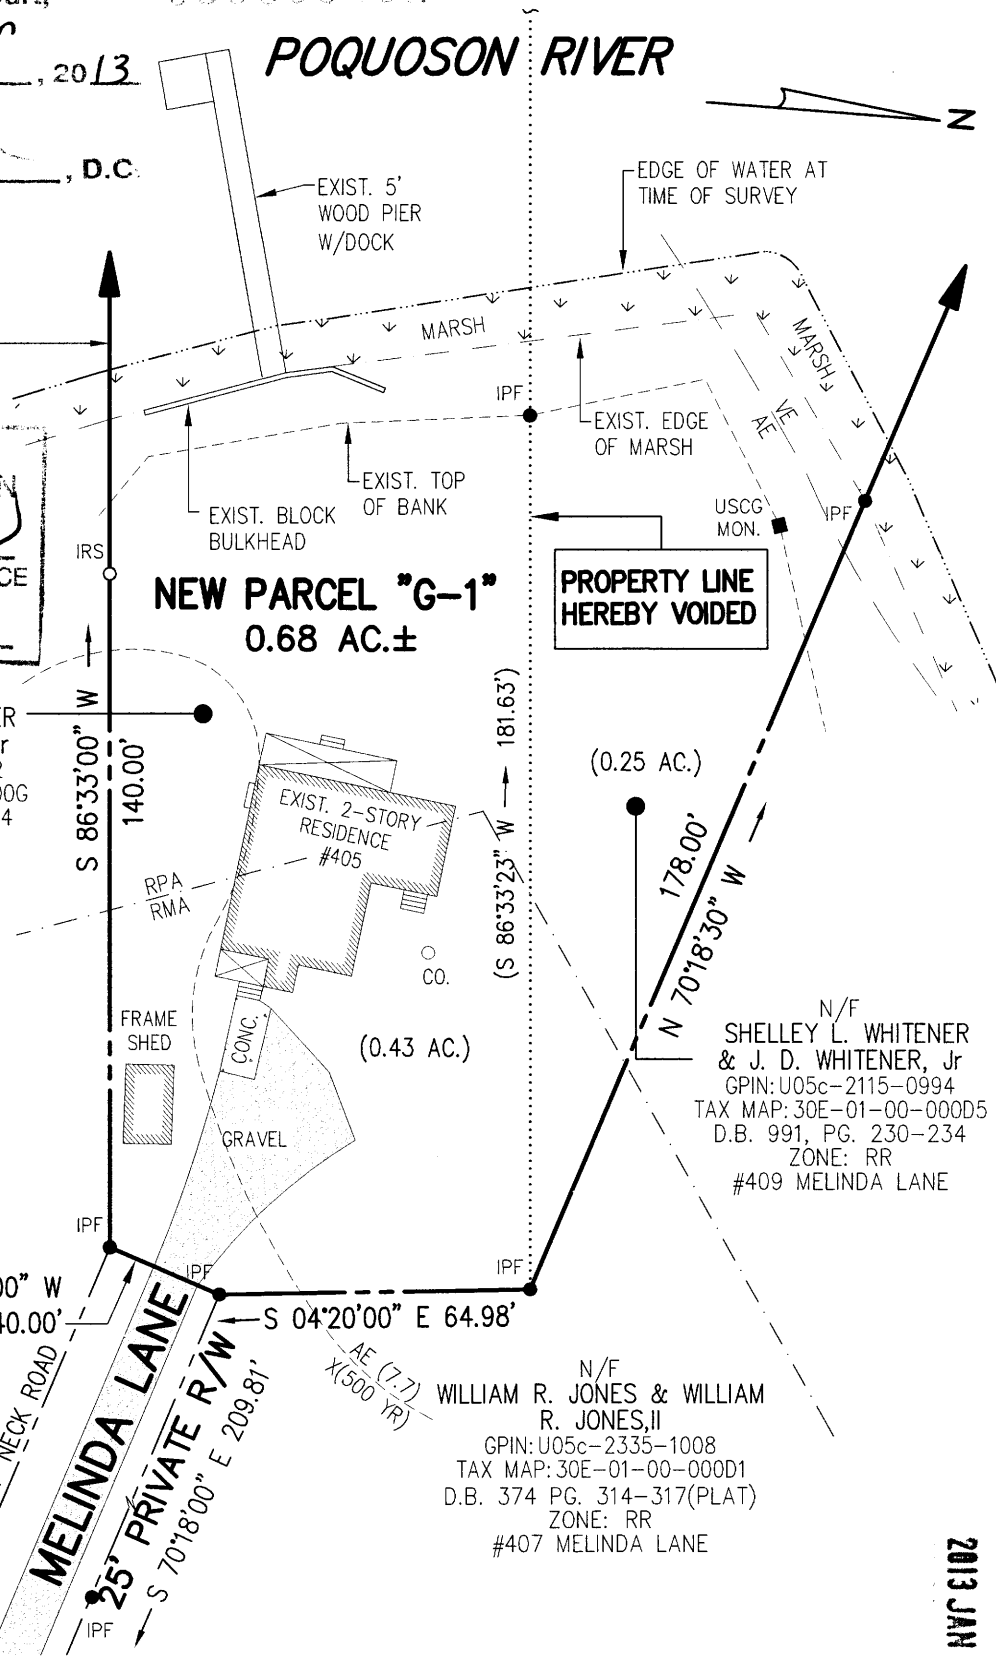 , 2013
, D.C.
POQUOSON RIVER
N
EXIST. 5'
WOOD PIER
W/DOCK
EDGE OF WATER AT
TIME OF SURVEY
MARSH
MARSH
IPF
EXIST. EDGE
OF MARSH
VE
AE
EXIST. TOP
OF BANK
EXIST. BLOCK
BULKHEAD
USCG
MON.
IPF
IRS
NEW PARCEL "G-1"
0.68 AC.±
PROPERTY LINE
HEREBY VOIDED
S 86°33'00" W
140.00'
(S 86°33'23" W 181.63')
(0.25 AC.)
EXIST. 2-STORY
RESIDENCE
#405
178.00'
N 70°18'30" W
RPA
RMA
CO.
FRAME
SHED
CONC.
(0.43 AC.)
N/F
SHELLEY L. WHITENER
& J. D. WHITENER, Jr
GPIN: U05c-2115-0994
TAX MAP: 30E-01-00-000D5
D.B. 991, PG. 230-234
ZONE: RR
#409 MELINDA LANE
GRAVEL
IPF
IPF
IPF
00" W
40.00'
S 04°20'00" E 64.98'
NECK ROAD
MELINDA LANE
25' PRIVATE R/W
S 70°18'00" E 209.81'
IPF
AE (7.7)
X(500 YR)
N/F
WILLIAM R. JONES & WILLIAM
R. JONES,II
GPIN: U05c-2335-1008
TAX MAP: 30E-01-00-000D1
D.B. 374 PG. 314-317(PLAT)
ZONE: RR
#407 MELINDA LANE
2013 JAN